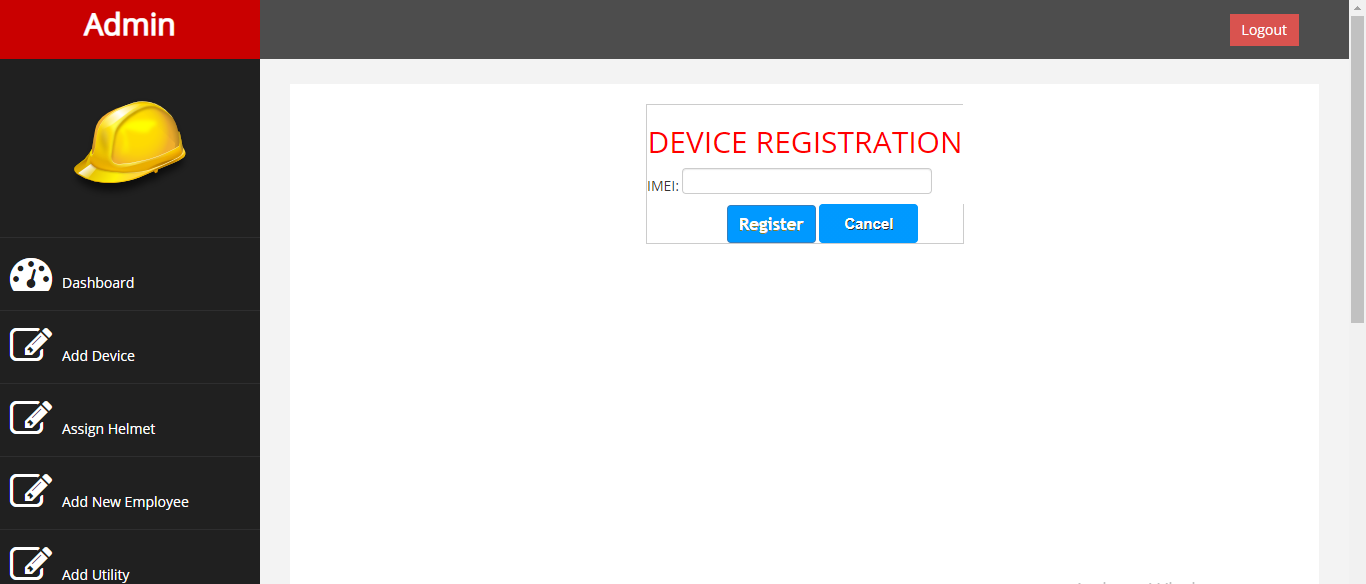 Admin
Logout
DEVICE REGISTRATION
IMEI:
Register Cancel
Dashboard
Add Device
Assign Helmet
Add New Employee
Add Utility